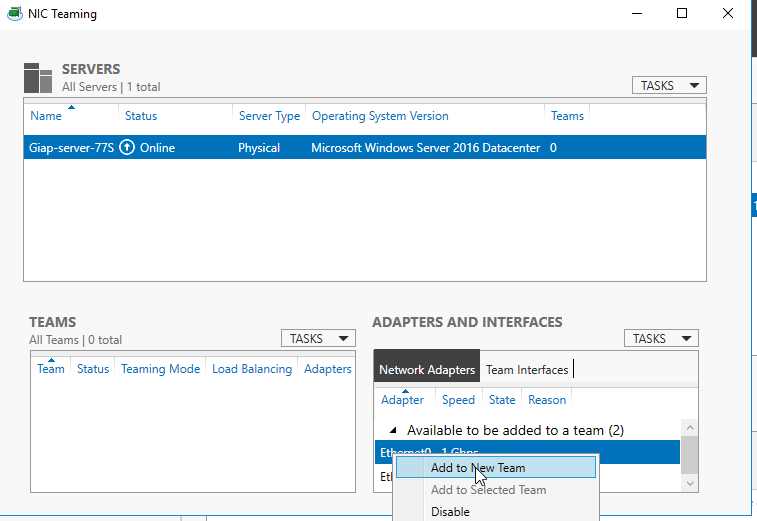 NIC Teaming
SERVERS
All Servers | 1 total
TASKS
Name Status Server Type Operating System Version Teams
Giap-server-77S Online Physical Microsoft Windows Server 2016 Datacenter 0
TEAMS
All Teams | 0 total
TASKS
Team Status Teaming Mode Load Balancing Adapters
ADAPTERS AND INTERFACES
TASKS
Network Adapters Team Interfaces
Adapter Speed State Reason
Available to be added to a team (2)
Ethernet0 1 Gbps
Add to New Team
Add to Selected Team
Disable